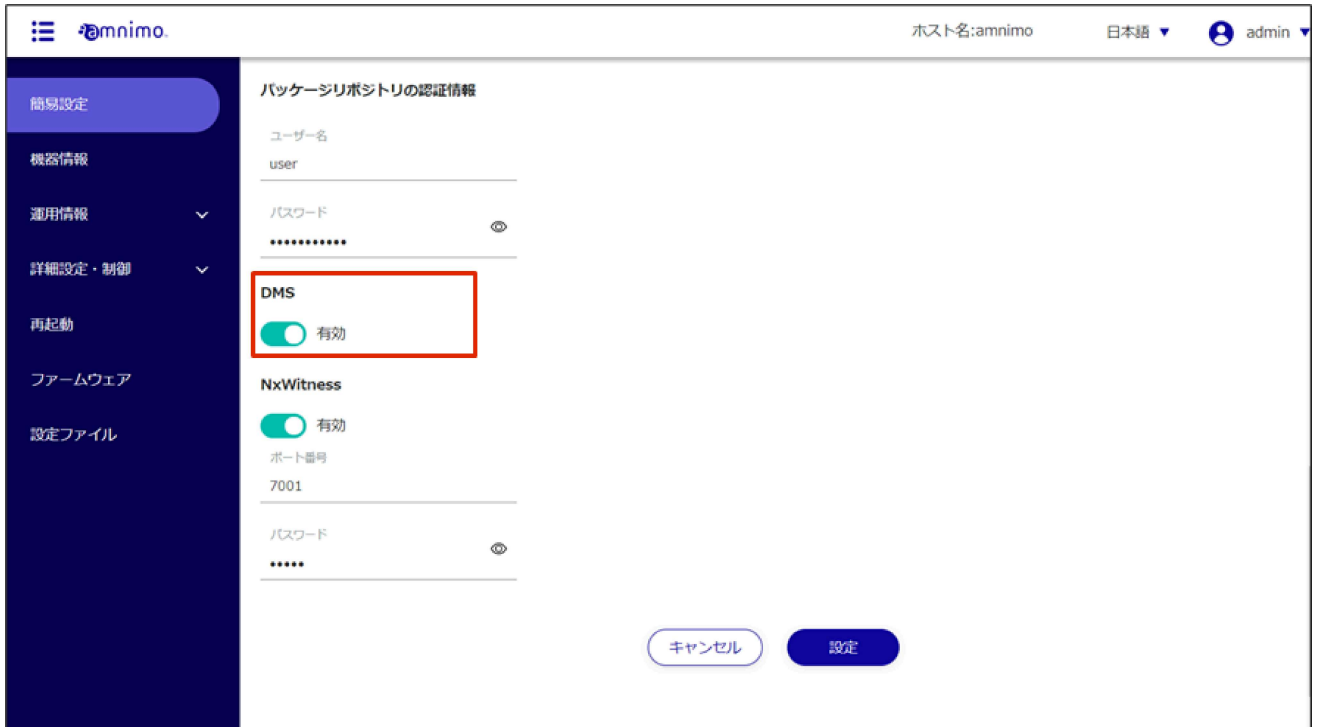 amnimo
ホスト名:amnimo
日本語
admin
簡易設定
機器情報
運用情報
詳細設定・制御
再起動
ファームウェア
設定ファイル
パッケージリポジトリの認証情報
ユーザー名
user
パスワード
•••••••••••
DMS
有効
NxWitness
有効
ポート番号
7001
パスワード
•••••
キャンセル
設定